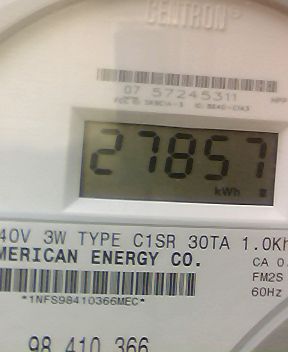 CENTRON®
07 57245311
27857
kWh
40V 3W TYPE C1SR 30TA 1.0Kh
MERICAN ENERGY CO.
CA 0.
FM2S
60Hz
*1NFS98410366MEC*
98 410 366